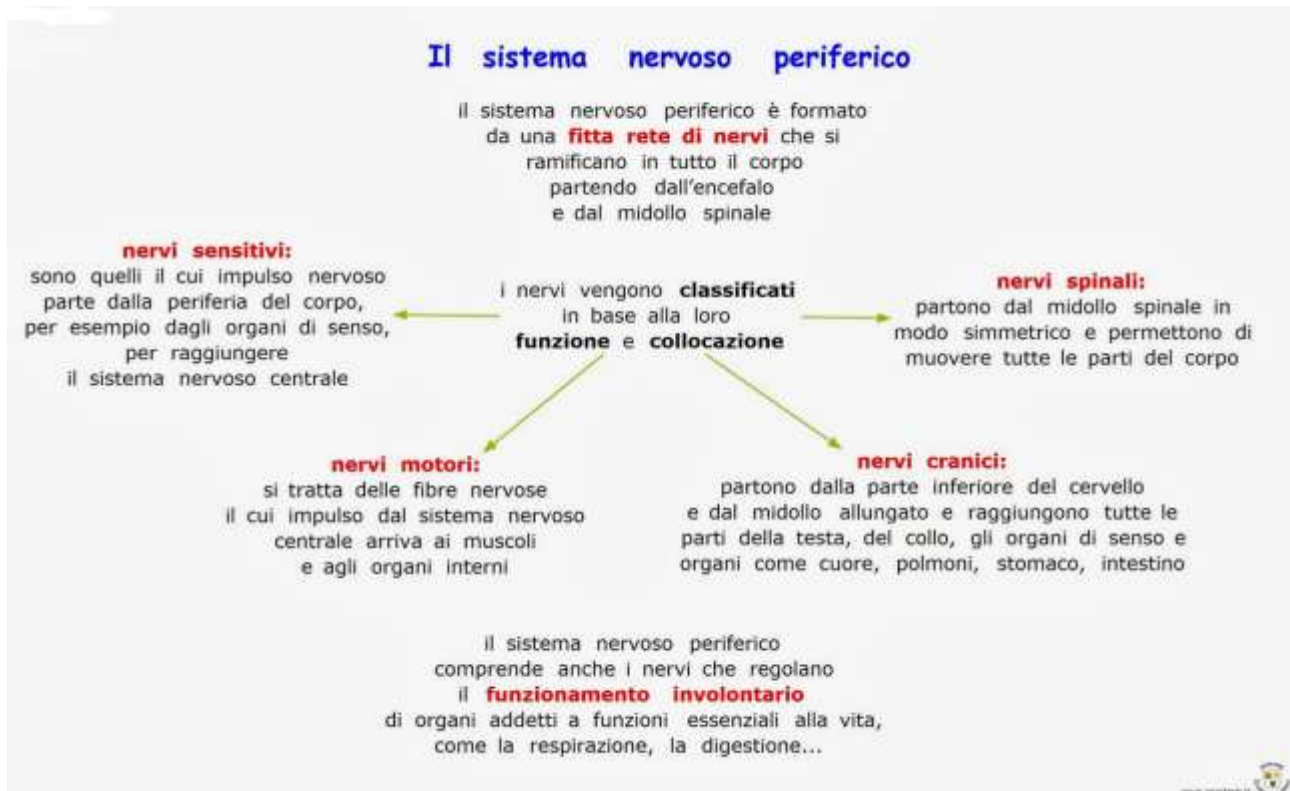 Il sistema nervoso periferico
il sistema nervoso periferico è formato
da una fitta rete di nervi che si
ramificano in tutto il corpo
partendo dall'encefalo
e dal midollo spinale
nervi sensitivi:
sono quelli il cui impulso nervoso
parte dalla periferia del corpo,
per esempio dagli organi di senso,
per raggiungere
il sistema nervoso centrale
i nervi vengono classificati
in base alla loro
funzione e collocazione
nervi spinali:
partono dal midollo spinale in
modo simmetrico e permettono di
muovere tutte le parti del corpo
nervi motori:
si tratta delle fibre nervose
il cui impulso dal sistema nervoso
centrale arriva ai muscoli
e agli organi interni
nervi cranici:
partono dalla parte inferiore del cervello
e dal midollo allungato e raggiungono tutte le
parti della testa, del collo, gli organi di senso e
organi come cuore, polmoni, stomaco, intestino
il sistema nervoso periferico
comprende anche i nervi che regolano
il funzionamento involontario
di organi addetti a funzioni essenziali alla vita,
come la respirazione, la digestione...